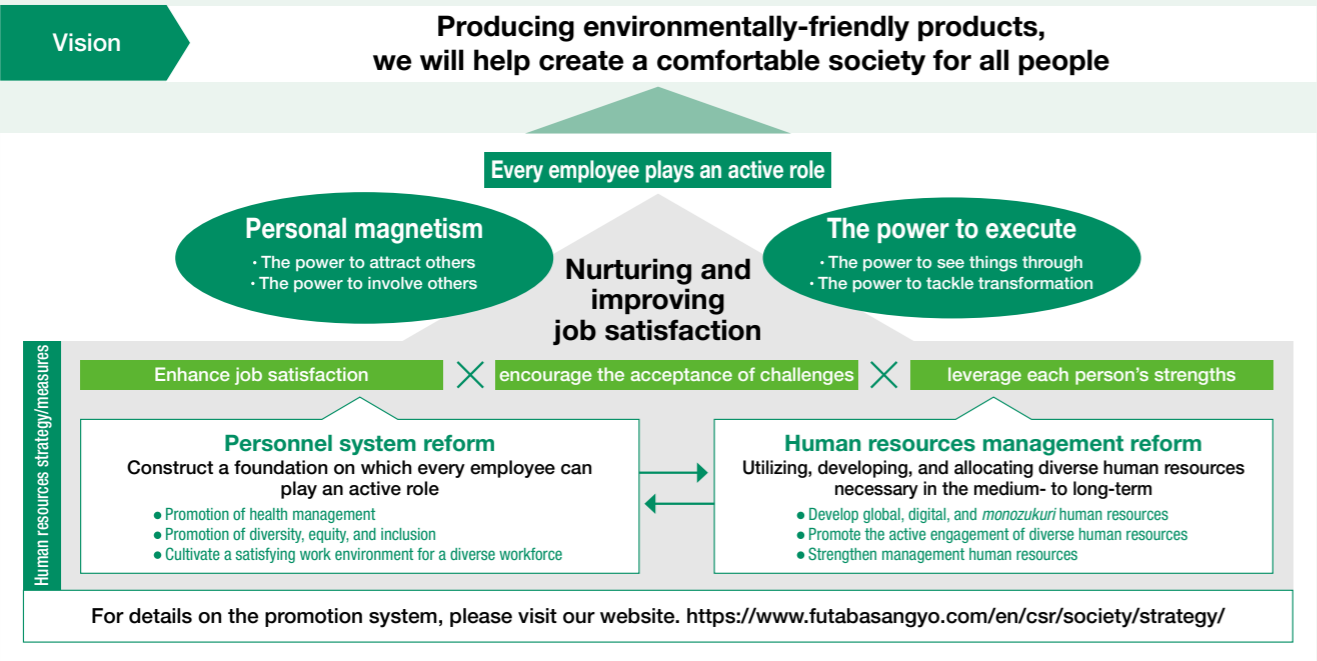 Vision
Producing environmentally-friendly products,
we will help create a comfortable society for all people
Every employee plays an active role
Personal magnetism
・The power to attract others
・The power to involve others
The power to execute
・The power to see things through
・The power to tackle transformation
Nurturing and
improving
job satisfaction
Human resources strategy/measures
Enhance job satisfaction × encourage the acceptance of challenges × leverage each person's strengths
Personnel system reform
Construct a foundation on which every employee can
play an active role
● Promotion of health management
● Promotion of diversity, equity, and inclusion
● Cultivate a satisfying work environment for a diverse workforce
Human resources management reform
Utilizing, developing, and allocating diverse human resources
necessary in the medium- to long-term
● Develop global, digital, and monozukuri human resources
● Promote the active engagement of diverse human resources
● Strengthen management human resources
For details on the promotion system, please visit our website. https://www.futabasangyo.com/en/csr/society/strategy/